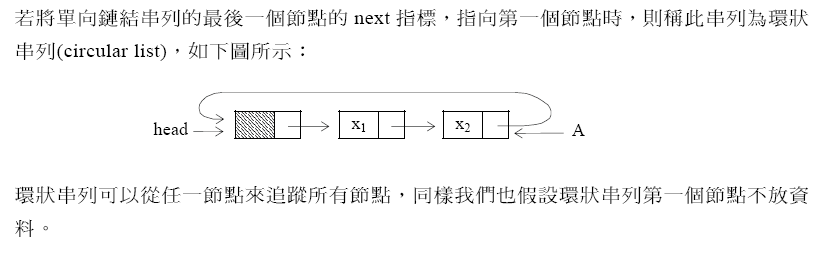 若將單向鏈結串列的最後一個節點的 next 指標，指向第一個節點時，則稱此串列為環狀
串列(circular list)，如下圖所示：
head x₁ x₂ A
環狀串列可以從任一節點來追蹤所有節點，同樣我們也假設環狀串列第一個節點不放資
料。